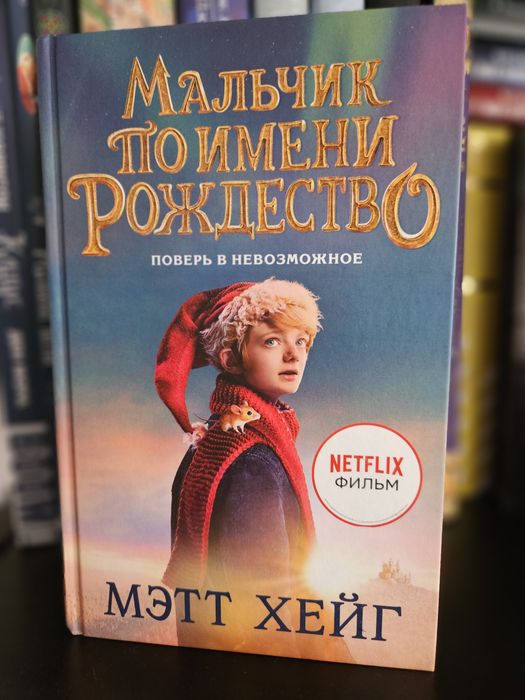 Мальчик
по имени
Рождество
ПОВЕРЬ В НЕВОЗМОЖНОЕ
NETFLIX
ФИЛЬМ
МЭТТ ХЕЙГ